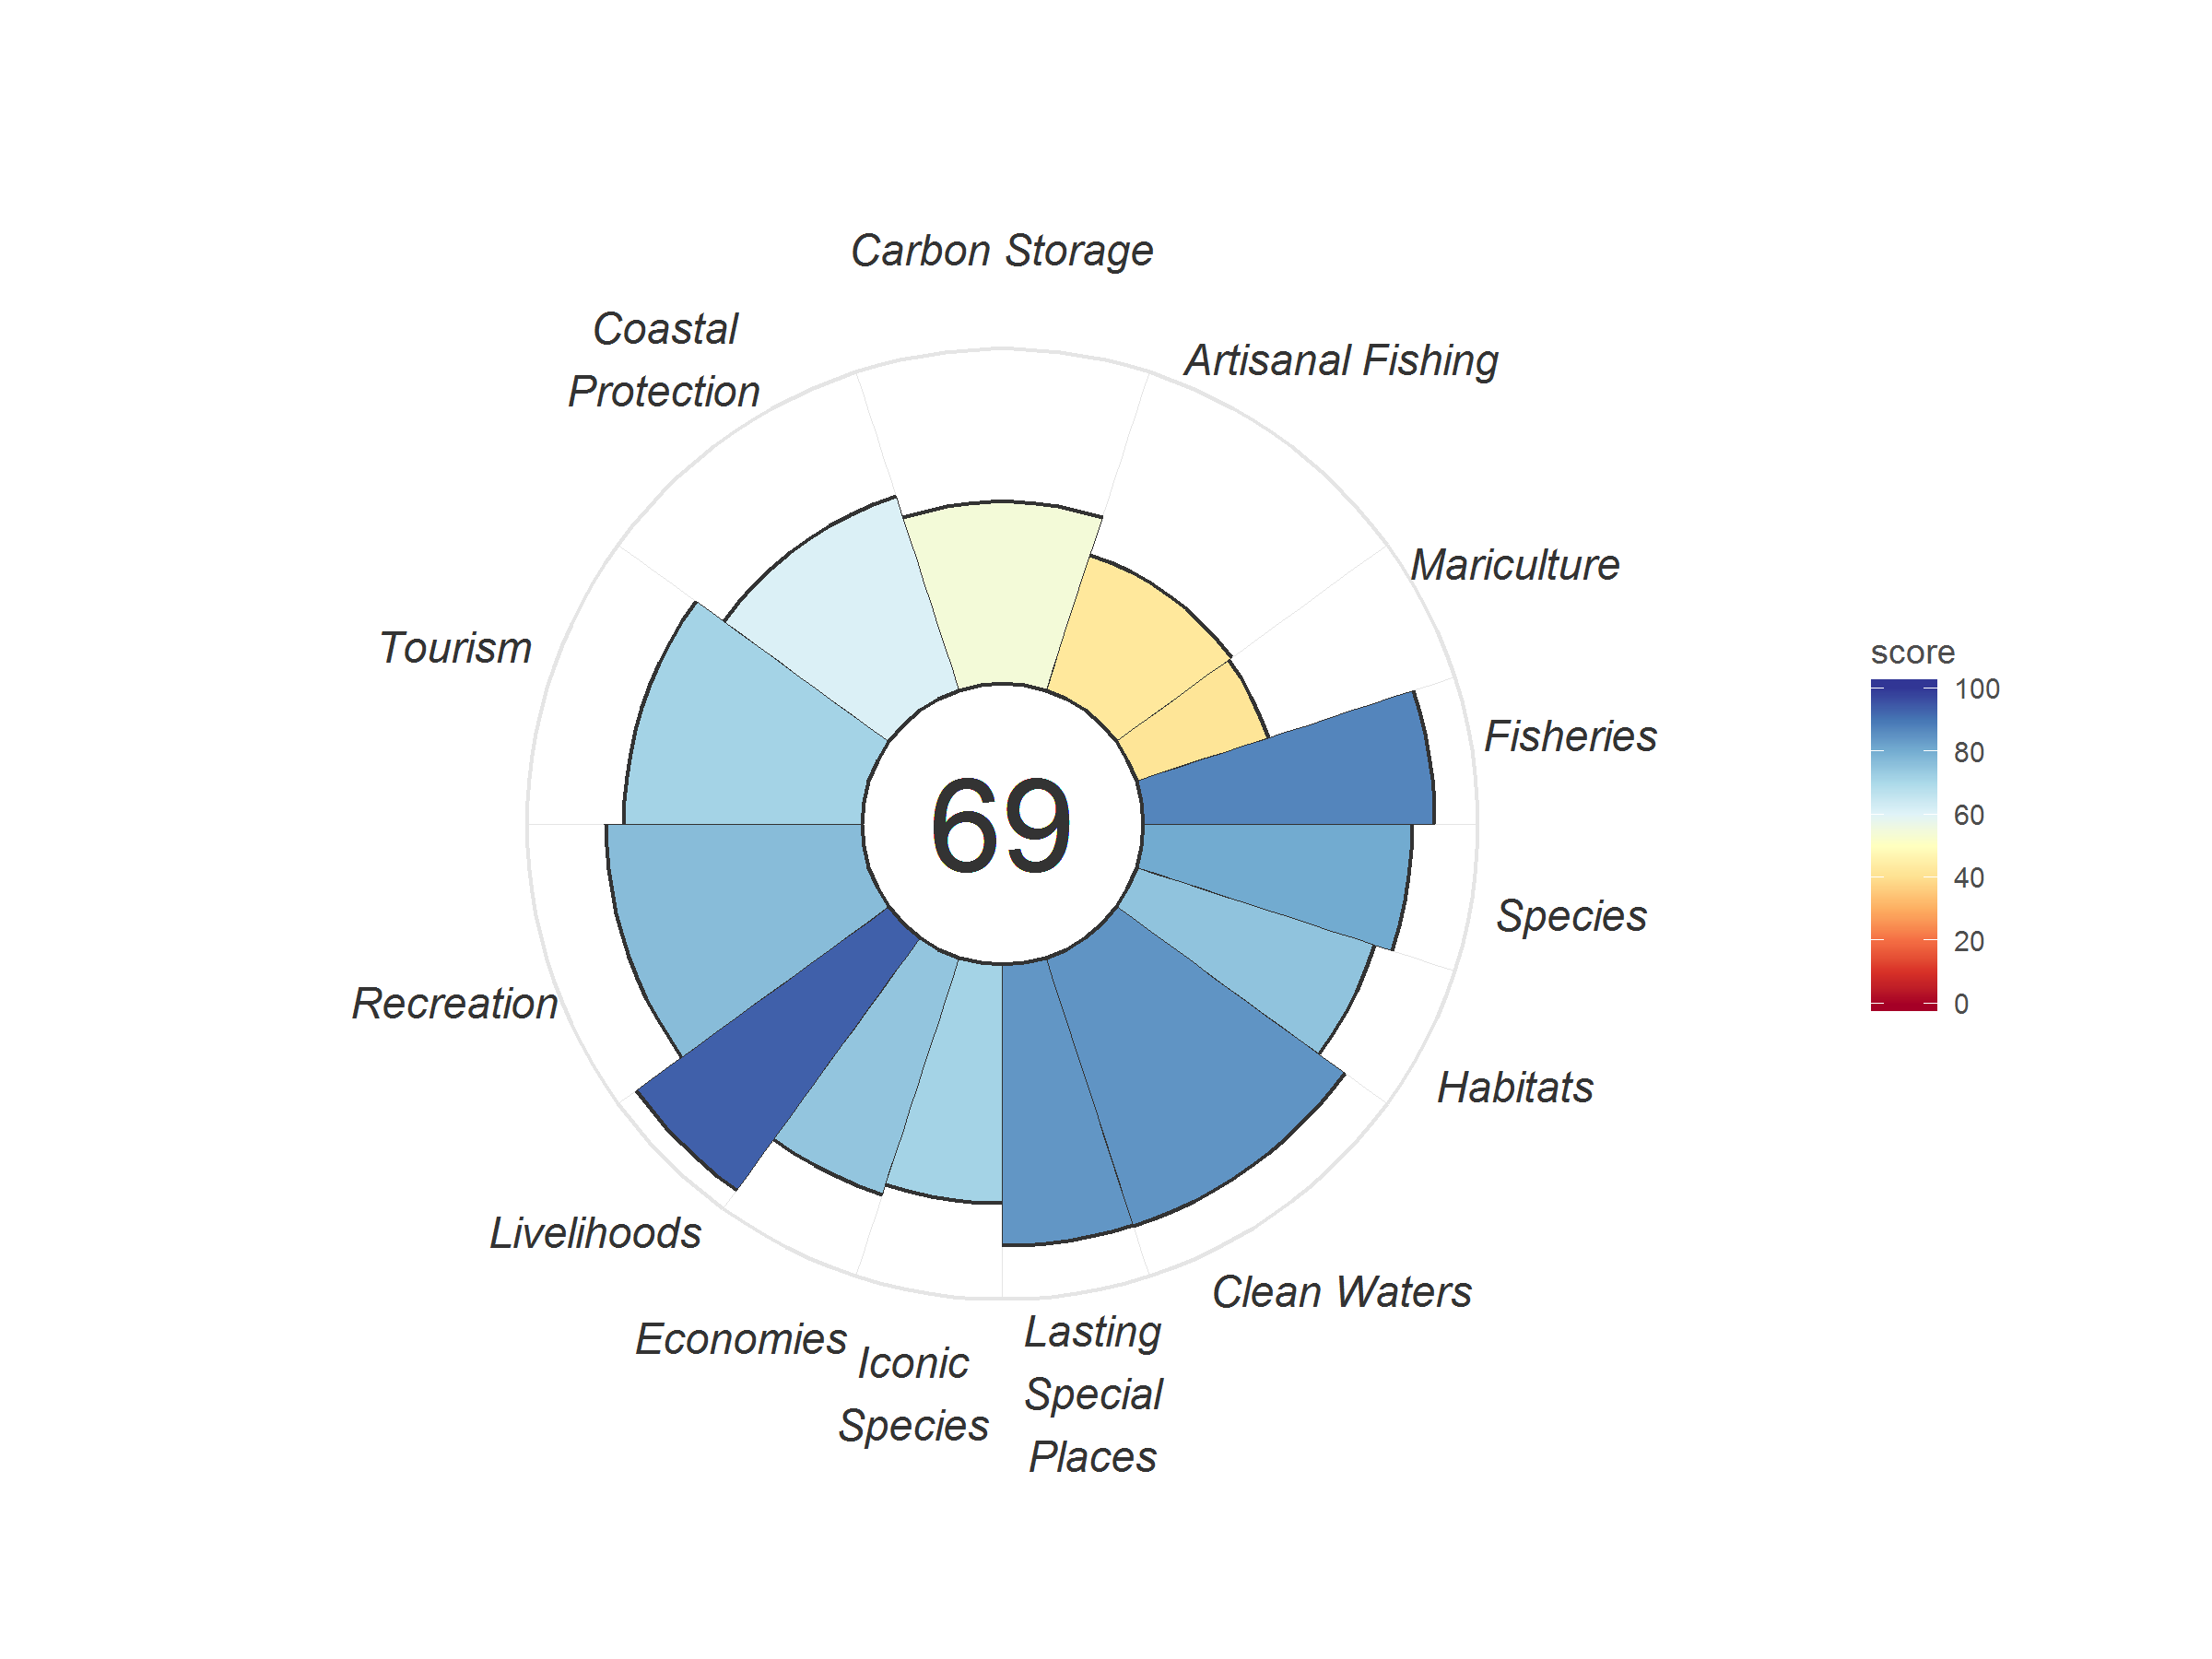 Carbon Storage
Coastal
Protection
Artisanal Fishing
Mariculture
Tourism
score
100
80
60
40
20
0
Fisheries
69
Species
Recreation
Habitats
Livelihoods
Clean Waters
Economies
Iconic
Species
Lasting
Special
Places